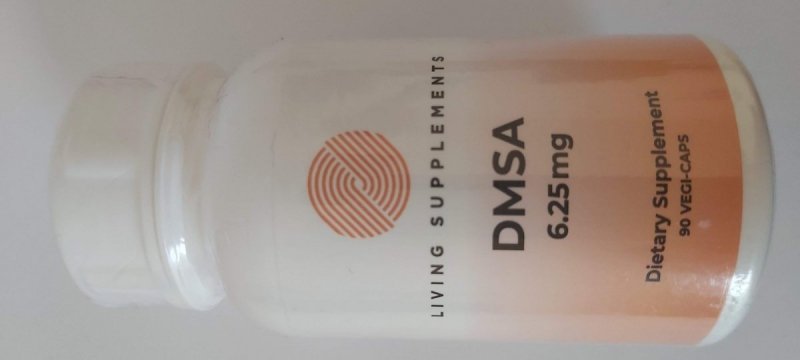 LIVING SUPPLEMENTS
DMSA
6.25mg
Dietary Supplement
90 VEGI-CAPS